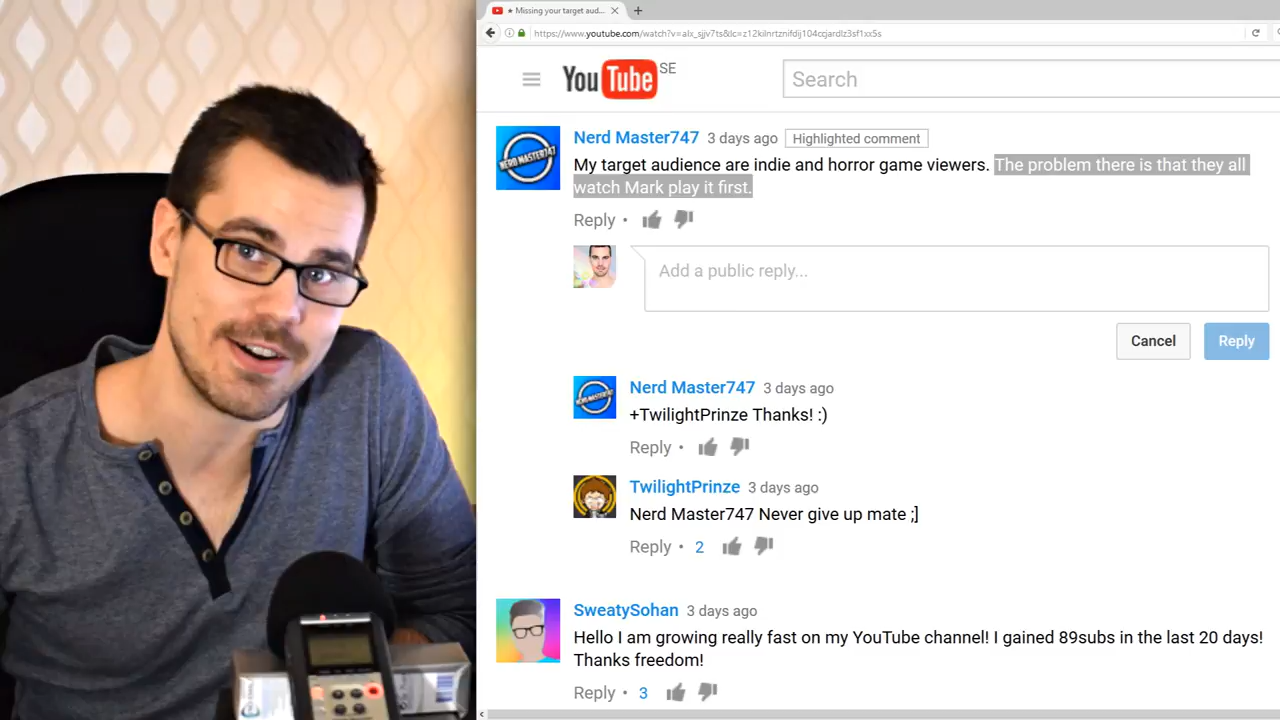 ★ Missing your target aud...
https://www.youtube.com/watch?v=alx_sjjv7ts&lc=z12kilnrtznifdij104ccjardlz3sf1xx5s
YouTube SE
Search
NERD MASTER747
Nerd Master747 3 days ago Highlighted comment
My target audience are indie and horror game viewers. The problem there is that they all
watch Mark play it first.
Reply •
Add a public reply...
Cancel Reply
Nerd Master747 3 days ago
+TwilightPrinze Thanks! :)
Reply •
TwilightPrinze 3 days ago
Nerd Master747 Never give up mate ;]
Reply • 2
SweatySohan 3 days ago
Hello I am growing really fast on my YouTube channel! I gained 89subs in the last 20 days!
Thanks freedom!
Reply • 3